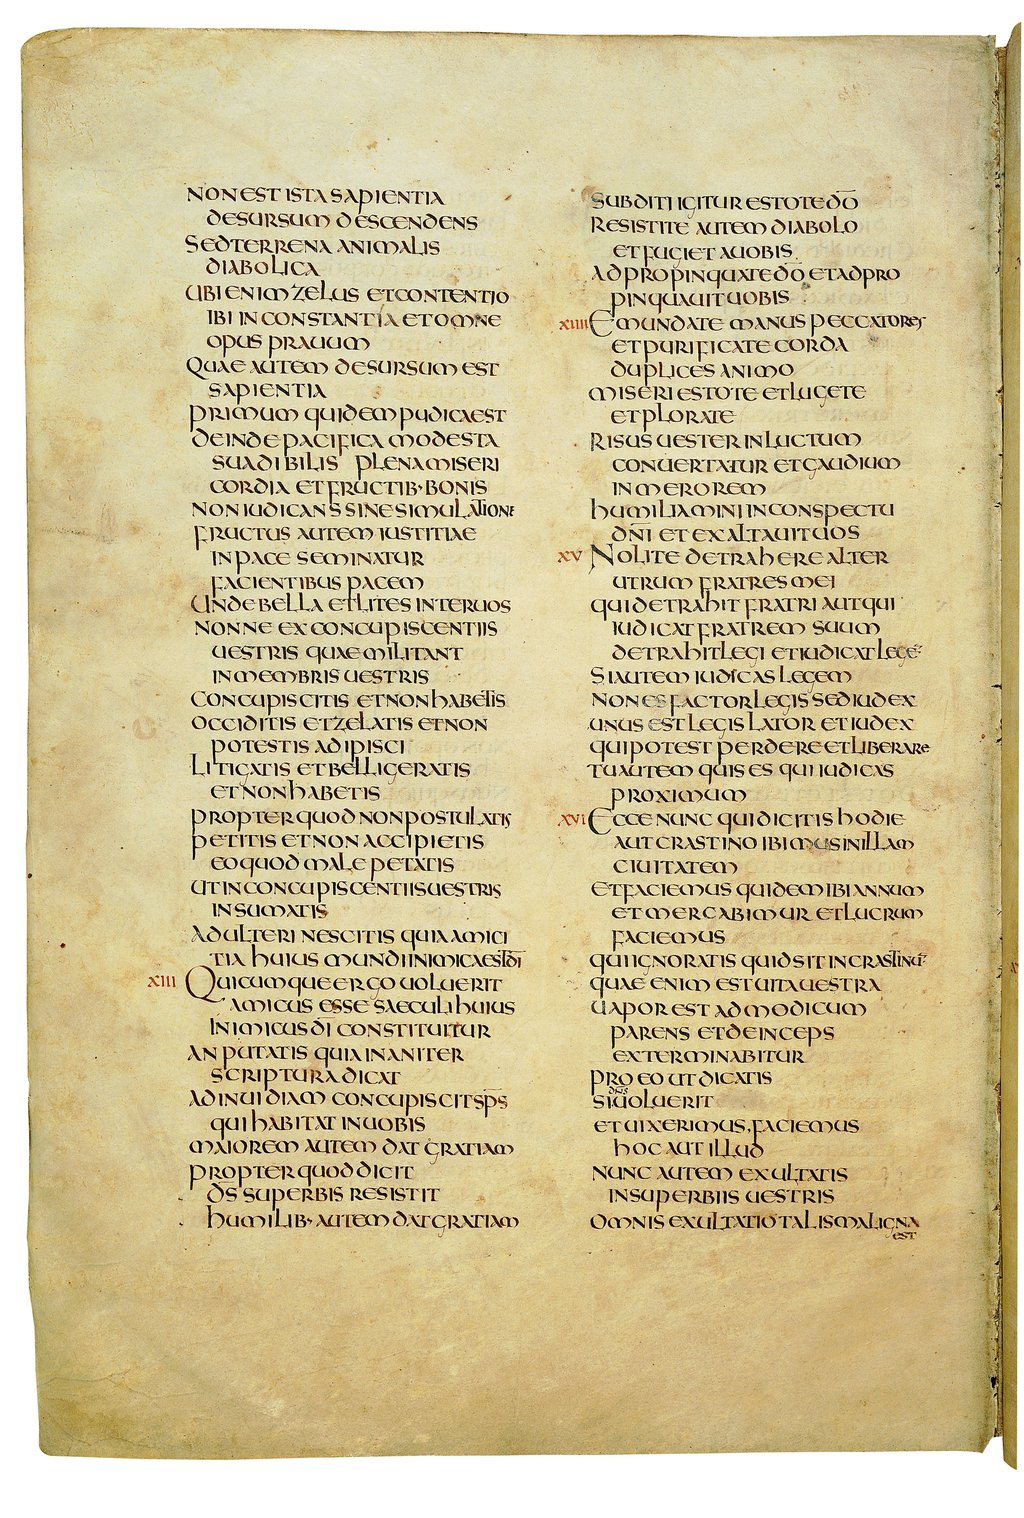 NON EST ISTA SAPIENTIA
DESURSUM DESCENDENS
SED TERRENA ANIMALIS
DIABOLICA
UBI ENIM ZELUS ET CONTENTIO
IBI INCONSTANTIA ET OMNE
OPUS PRAUUM
QUAE AUTEM DESURSUM EST
SAPIENTIA
PRIMUM QUIDEM PUDICA EST
DEINDE PACIFICA MODESTA
SUADIBILIS PLENA MISERI
CORDIA ET FRUCTIB· BONIS
NON IUDICANS SINE SIMULATIONE
FRUCTUS AUTEM IUSTITIAE
IN PACE SEMINATUR
FACIENTIBUS PACEM
UNDE BELLA ET LITES INTER UOS
NONNE EX CONCUPISCENTIIS
UESTRIS QUAE MILITANT
IN MEMBRIS UESTRIS
CONCUPISCITIS ET NON HABETIS
OCCIDITIS ET ZELATIS ET NON
POTESTIS ADIPISCI
LITIGATIS ET BELLIGERATIS
ET NON HABETIS
PROPTER QUOD NON POSTULATIS
PETITIS ET NON ACCIPIETIS
EO QUOD MALE PETATIS
UT IN CONCUPISCENTIIS UESTRIS
INSUMATIS
ADULTERI NESCITIS QUIA AMICI
TIA HUIUS MUNDI INIMICA EST DĪ
XIII QUICUMQUE ERGO UOLUERIT
AMICUS ESSE SAECULI HUIUS
INIMICUS DĪ CONSTITUITUR
AN PUTATIS QUIA INANITER
SCRIPTURA DICAT
AD INUIDIAM CONCUPISCIT SP̄S
QUI HABITAT IN UOBIS
MAIOREM AUTEM DAT GRATIAM
PROPTER QUOD DICIT
D̄S SUPERBIS RESISTIT
HUMILIB· AUTEM DAT GRATIAM
SUBDITI IGITUR ESTOTE DŌ
RESISTITE AUTEM DIABOLO
ET FUGIET A UOBIS
ADPROPINQUATE DŌ ET ADPRO
PINQUAUIT UOBIS
XIIII EMUNDATE MANUS PECCATORES
ET PURIFICATE CORDA
DUPLICES ANIMO
MISERI ESTOTE ET LUGETE
ET PLORATE
RISUS UESTER IN LUCTUM
CONUERTATUR ET GAUDIUM
IN MEROREM
HUMILIAMINI IN CONSPECTU
DN̄I ET EXALTAUIT UOS
XV NOLITE DETRAHERE ALTER
UTRUM FRATRES MEI
QUI DETRAHIT FRATRI AUT QUI
IUDICAT FRATREM SUUM
DETRAHIT LEGI ET IUDICAT LEGĒ
SI AUTEM IUDICAS LEGEM
NON ES FACTOR LEGIS SED IUDEX
UNUS EST LEGISLATOR ET IUDEX
QUI POTEST PERDERE ET LIBERARE
TU AUTEM QUIS ES QUI IUDICAS
PROXIMUM
XVI ECCE NUNC QUI DICITIS HODIE
AUT CRASTINO IBIMUS IN ILLAM
CIUITATEM
ET FACIEMUS QUIDEM IBI ANNUM
ET MERCABIMUR ET LUCRUM
FACIEMUS
QUI IGNORATIS QUID SIT IN CRASTINŪ
QUAE ENIM EST UITA UESTRA
UAPOR EST AD MODICUM
PARENS ET DEINCEPS
EXTERMINABITUR
PRO EO UT DICATIS
SI UOLUERIT
ET UIXERIMUS, FACIEMUS
HOC AUT ILLUD
NUNC AUTEM EXULTATIS
IN SUPERBIIS UESTRIS
OMNIS EXULTATIO TALIS MALIGNA
EST